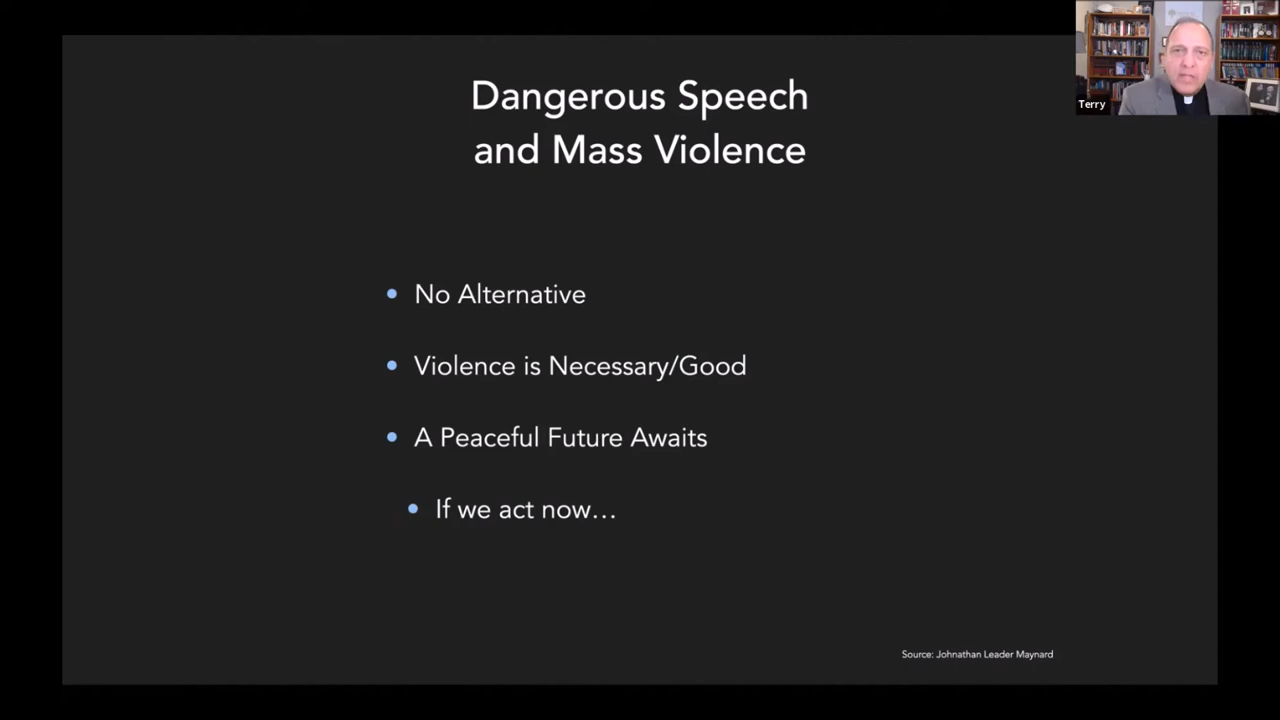 Dangerous Speech
and Mass Violence
• No Alternative
• Violence is Necessary/Good
• A Peaceful Future Awaits
• If we act now…
Source: Johnathan Leader Maynard
Terry